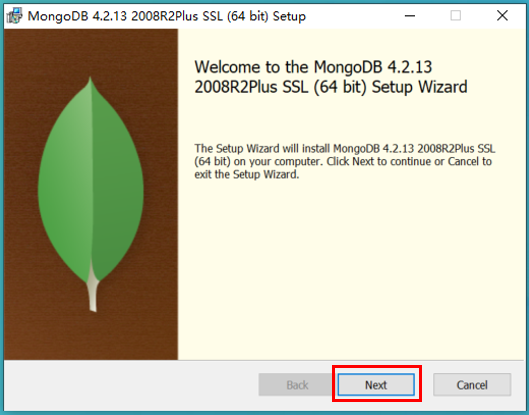 MongoDB 4.2.13 2008R2Plus SSL (64 bit) Setup
Welcome to the MongoDB 4.2.13
2008R2Plus SSL (64 bit) Setup Wizard
The Setup Wizard will install MongoDB 4.2.13 2008R2Plus SSL
(64 bit) on your computer. Click Next to continue or Cancel to
exit the Setup Wizard.
Back Next Cancel